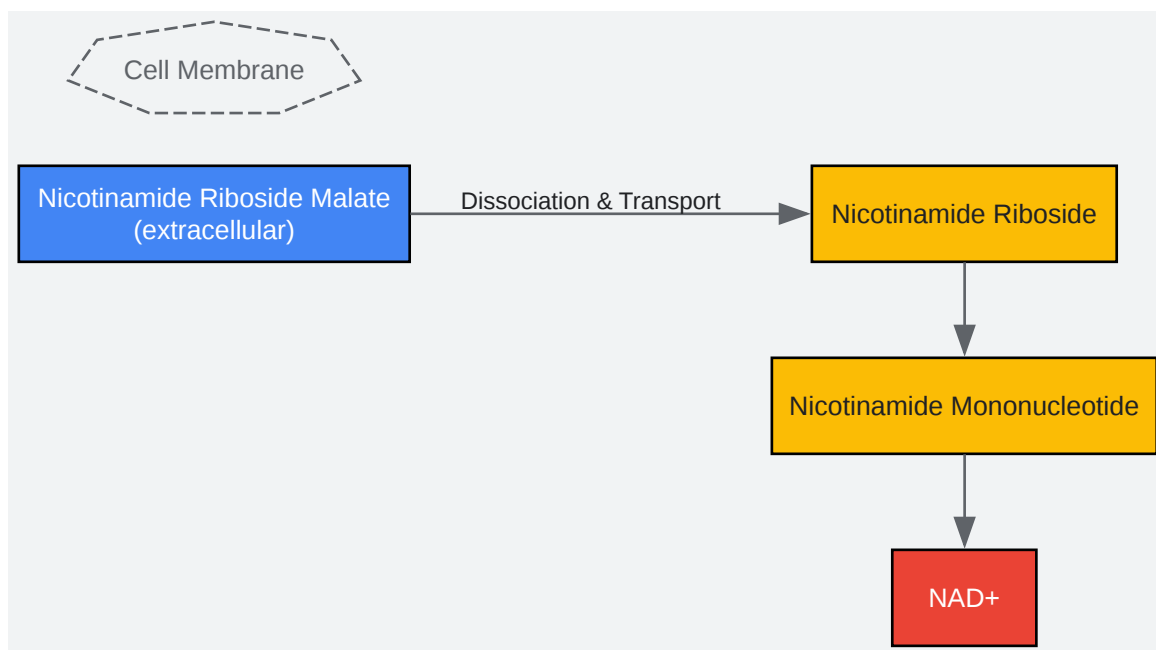 Cell Membrane
Nicotinamide Riboside Malate
(extracellular)
Dissociation & Transport
Nicotinamide Riboside
Nicotinamide Mononucleotide
NAD+